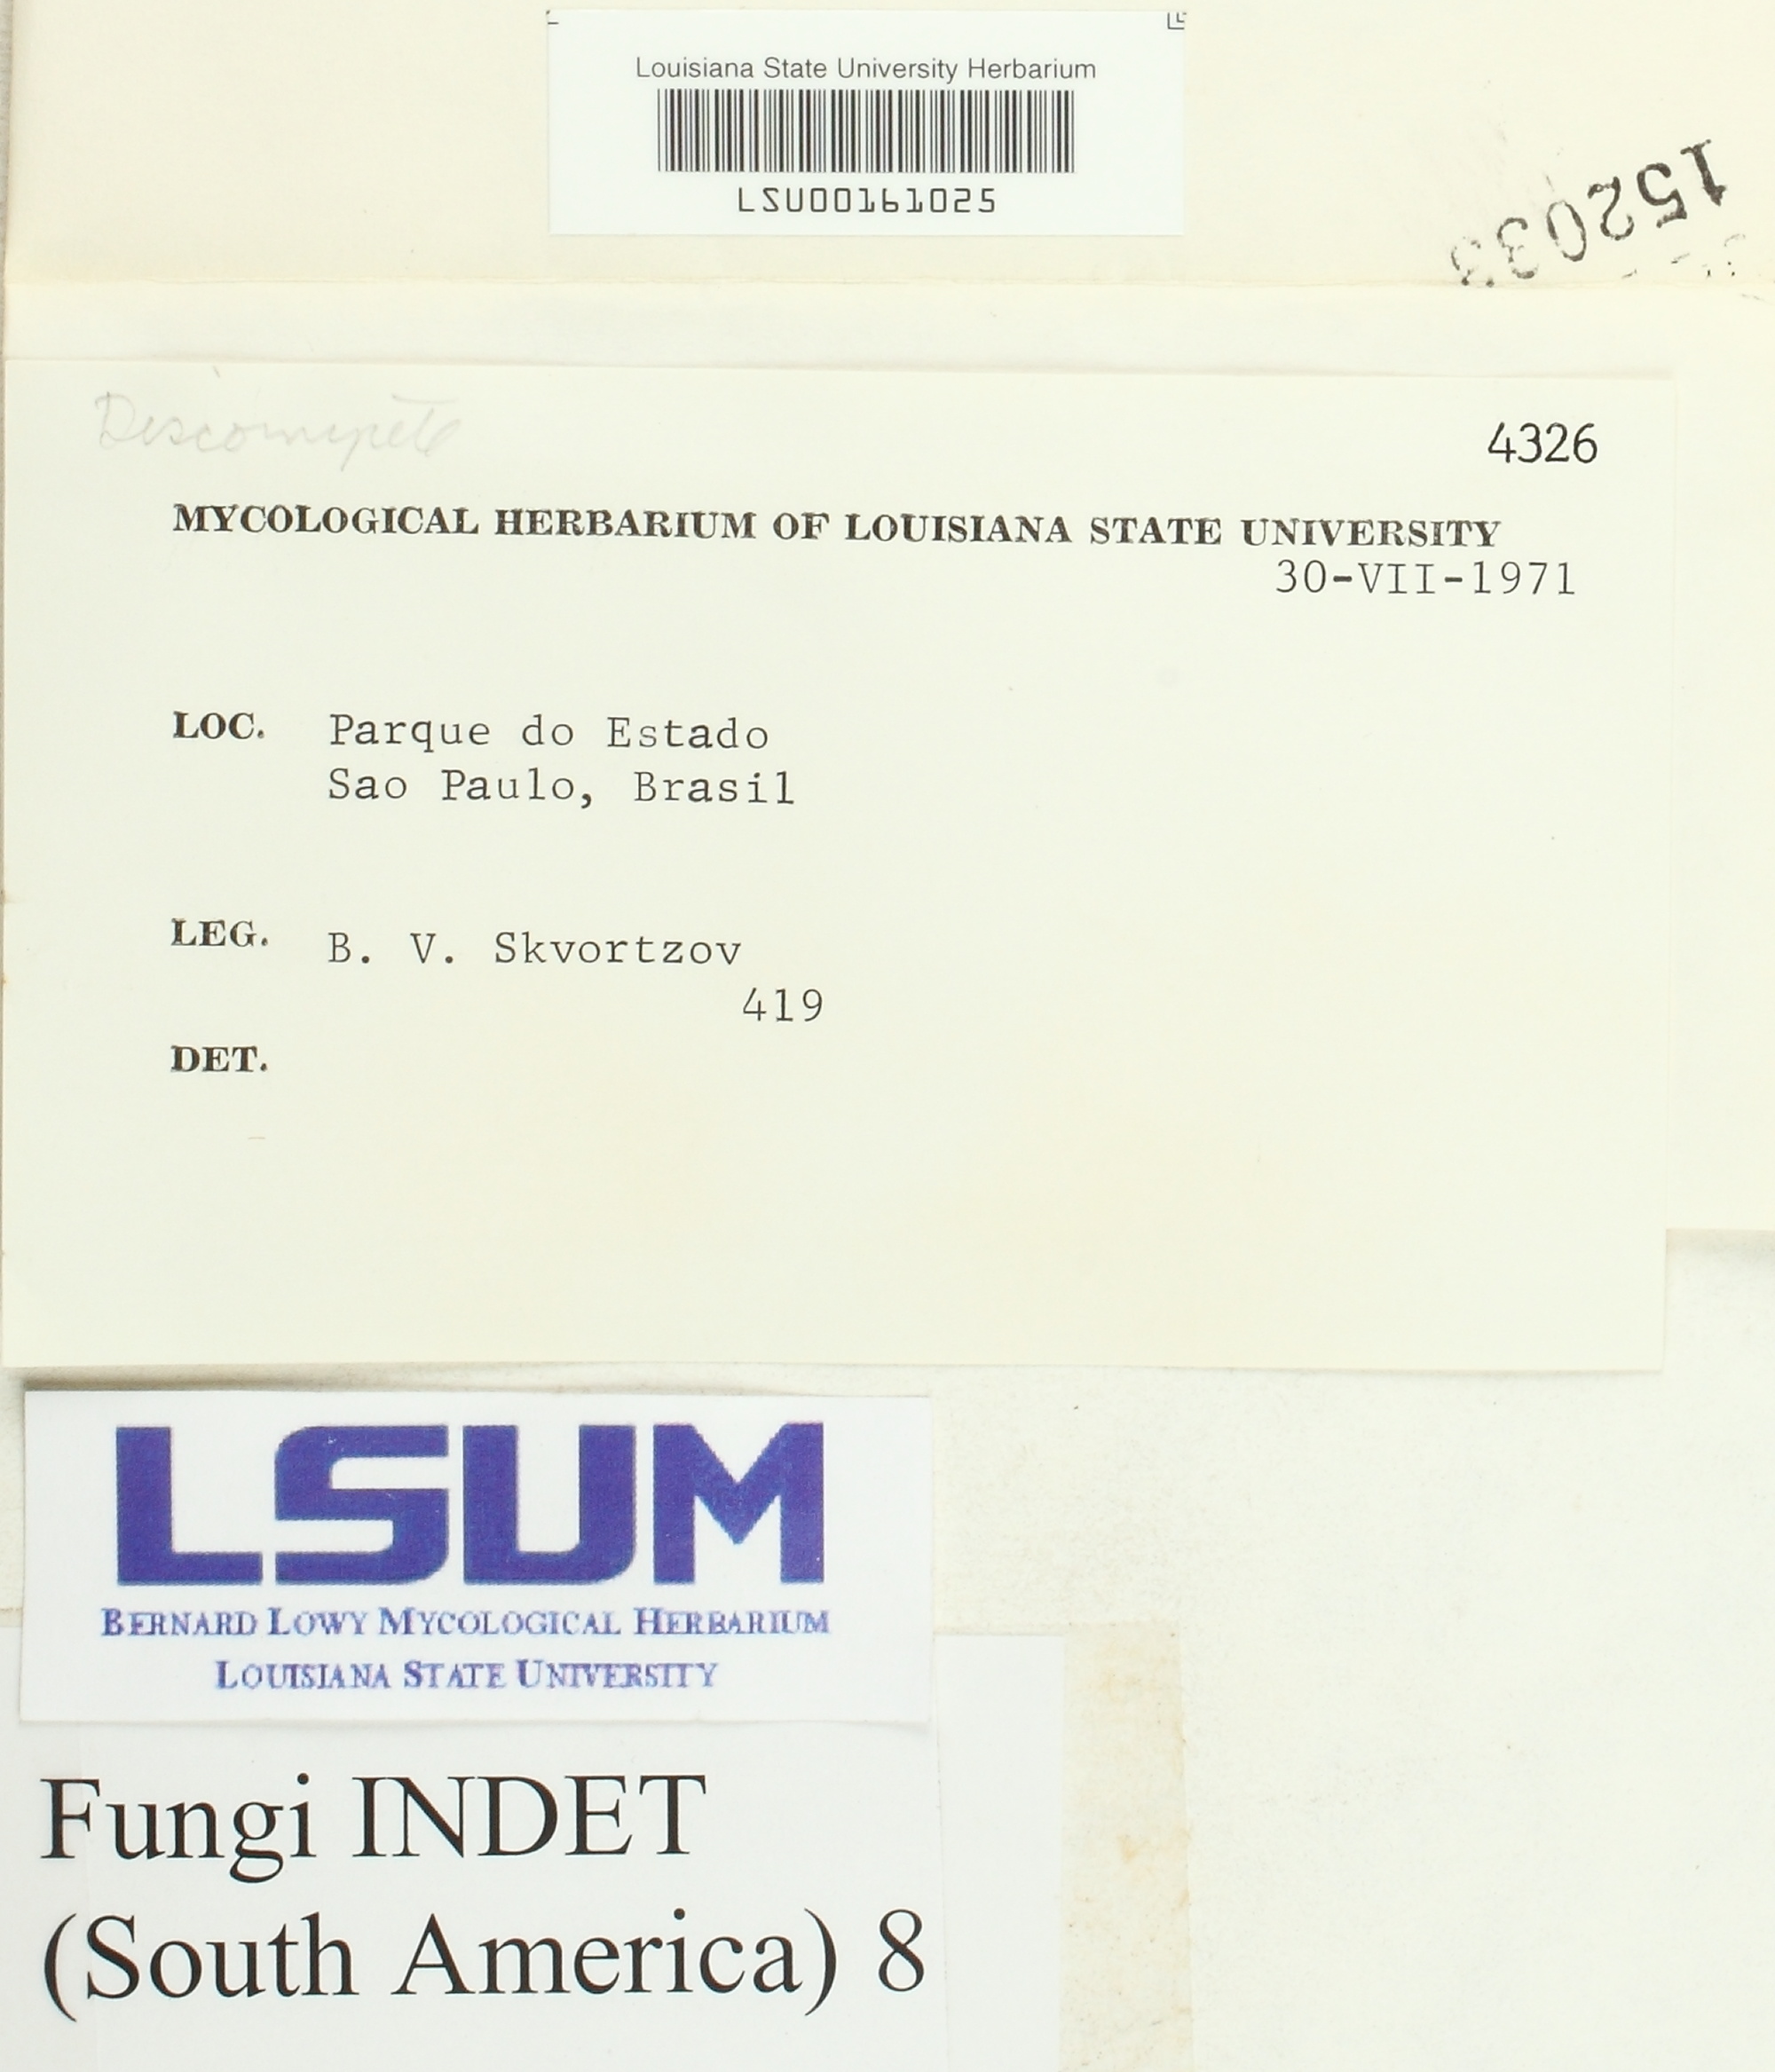 Louisiana State University Herbarium
LSU00161025
152033
Discomycete
4326
MYCOLOGICAL HERBARIUM OF LOUISIANA STATE UNIVERSITY
30-VII-1971
LOC. Parque do Estado
Sao Paulo, Brasil
LEG. B. V. Skvortzov
419
DET.
LSUM
BERNARD LOWY MYCOLOGICAL HERBARIUM
LOUISIANA STATE UNIVERSITY
Fungi INDET
(South America) 8